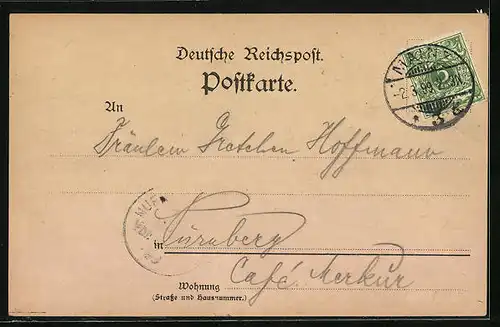 Deutsche Reichspost.
Postkarte.
An
Fräulein Gretchen Hoffmann
in Nürnberg
Café Merkur
Wohnung
(Straße und Hausnummer.)